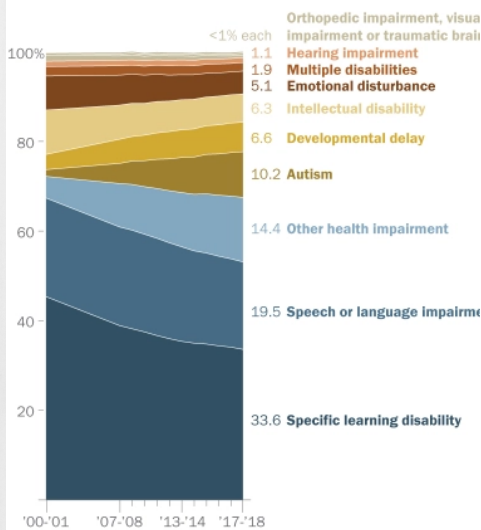 Orthopedic impairment, visua
<1% each impairment or traumatic brain
100%
1.1 Hearing impairment
1.9 Multiple disabilities
5.1 Emotional disturbance
6.3 Intellectual disability
80
6.6 Developmental delay
10.2 Autism
60
14.4 Other health impairment
40
19.5 Speech or language impairme
20
33.6 Specific learning disability
'00-'01 '07-'08 '13-'14 '17-'18